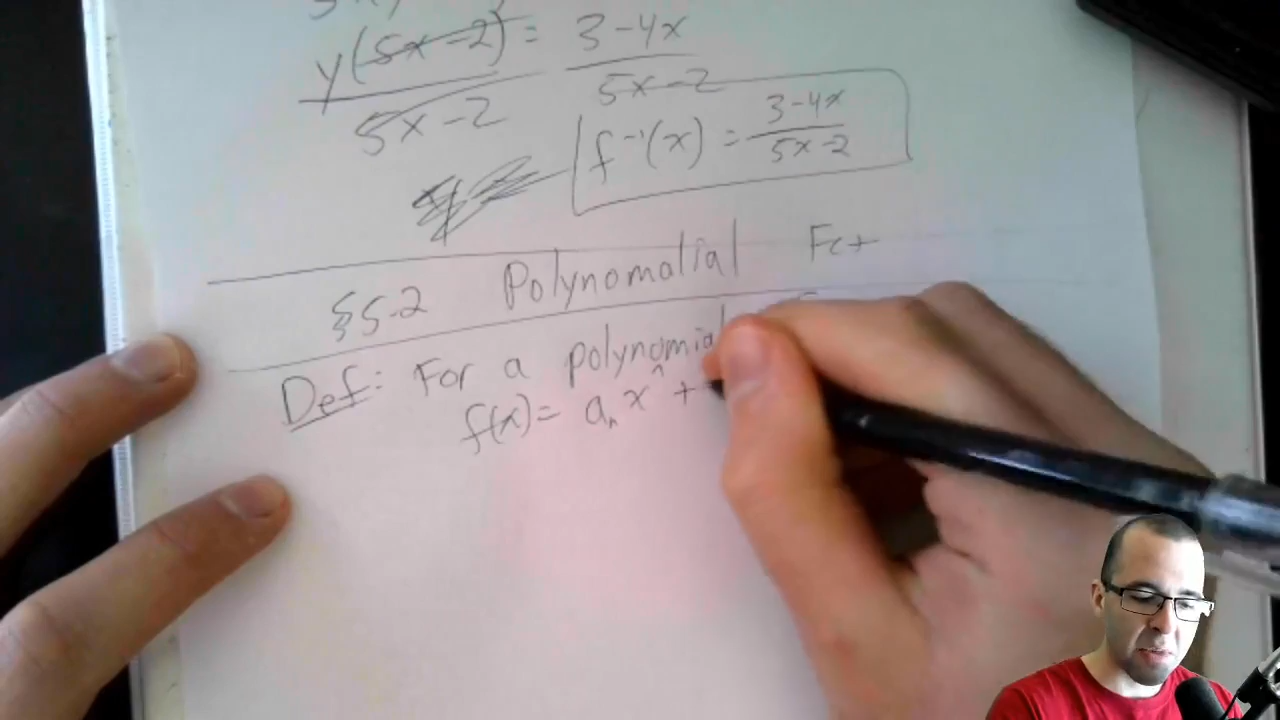 y(5x-2) = 3-4x
5x-2 5x-2
f⁻¹(x) = 3-4x
5x-2
§5.2 Polynomalial Fct
Def: For a polynomial
f(x) = aₙxⁿ +